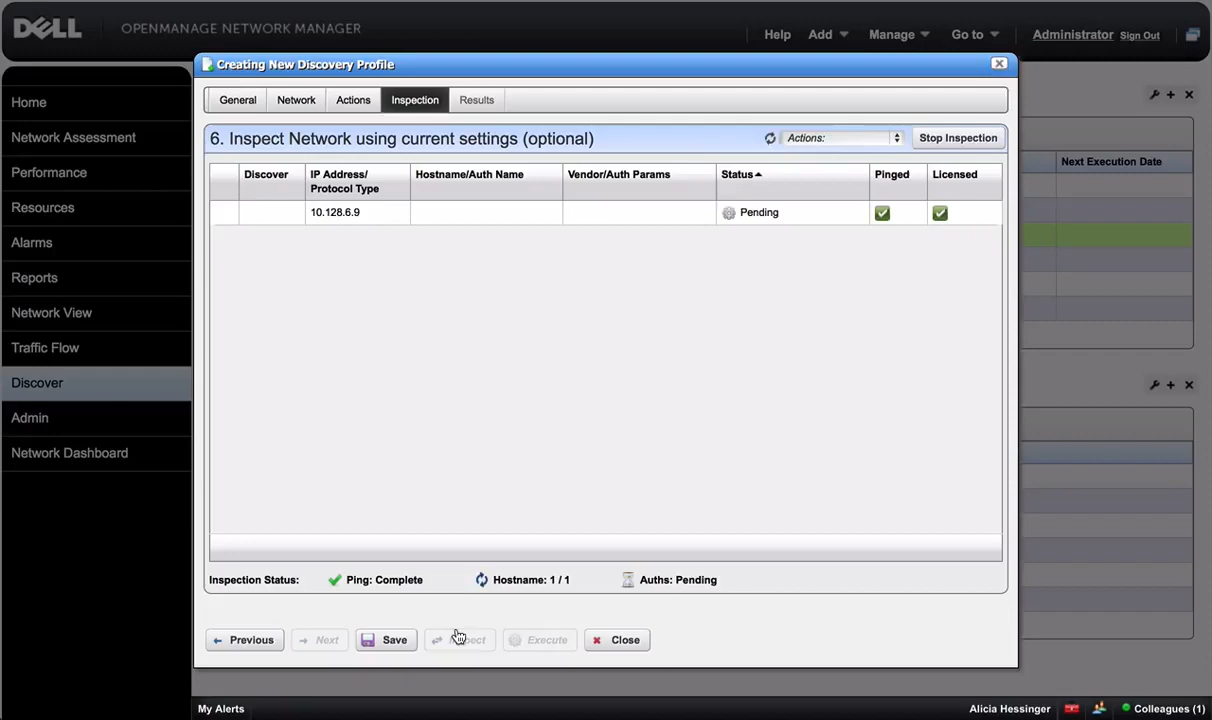 DELL OPENMANAGE NETWORK MANAGER
Help Add Manage Go to Administrator Sign Out
Creating New Discovery Profile
General Network Actions Inspection Results
6. Inspect Network using current settings (optional) Actions: Stop Inspection
Discover IP Address/ Hostname/Auth Name Vendor/Auth Params Status Pinged Licensed
Protocol Type
10.128.6.9 Pending
Inspection Status: Ping: Complete Hostname: 1 / 1 Auths: Pending
Previous Next Save Execute Close
Home
Network Assessment
Performance
Resources
Alarms
Reports
Network View
Traffic Flow
Discover
Admin
Network Dashboard
Next Execution Date
My Alerts Alicia Hessinger Colleagues (1)